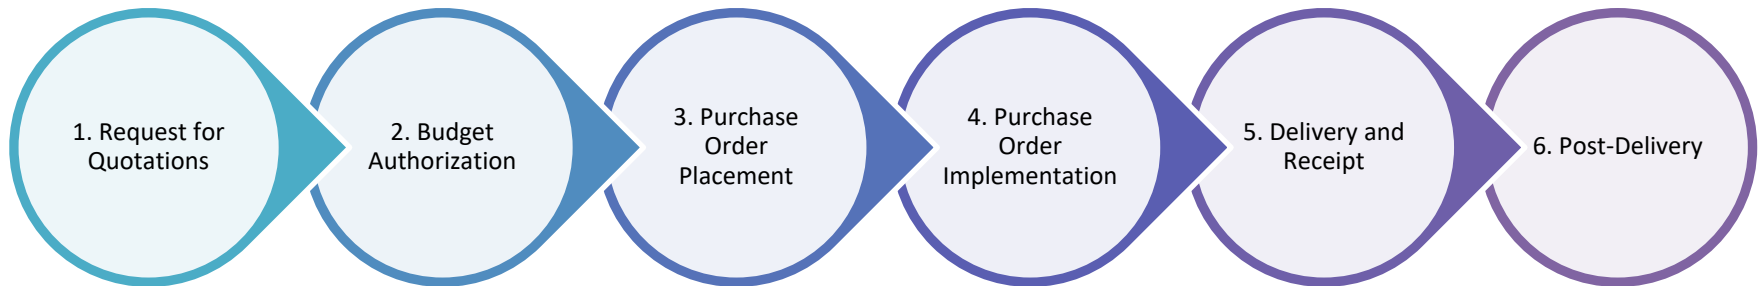 1. Request for
Quotations
2. Budget
Authorization
3. Purchase
Order
Placement
4. Purchase
Order
Implementation
5. Delivery and
Receipt
6. Post-Delivery